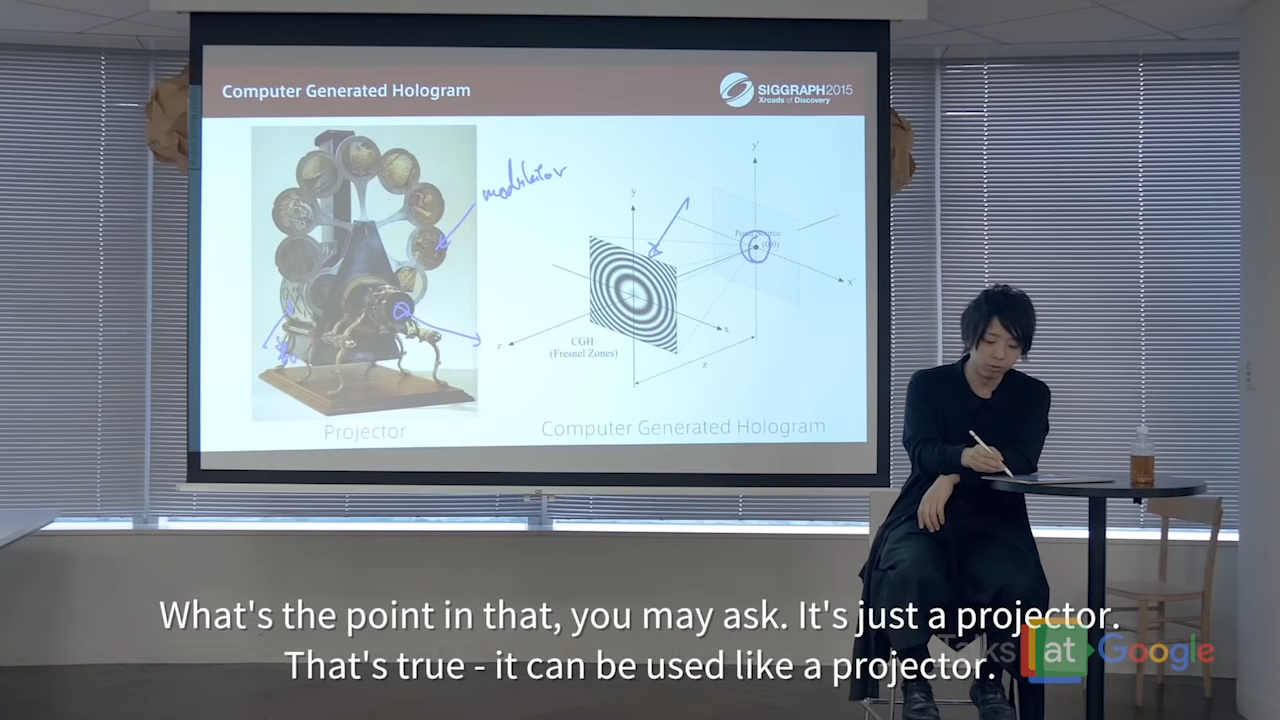 Computer Generated Hologram
SIGGRAPH2015
Xroads of Discovery
modulator
y'
y
Point Source
(0,0)
x'
x
z
CGH
(Fresnel Zones)
z
Projector
Computer Generated Hologram
What's the point in that, you may ask. It's just a projector.
That's true - it can be used like a projector.
Talks at Google